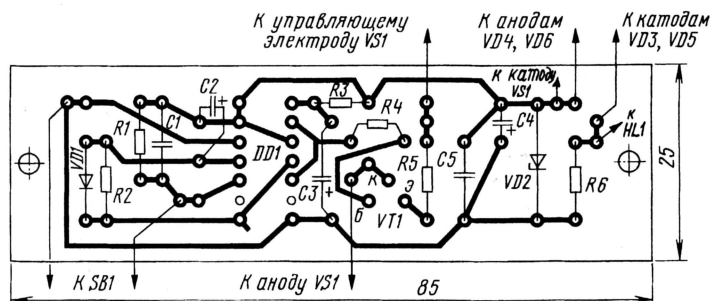 К управляющему
электроду VS1
К анодам
VD4, VD6
К катодам
VD3, VD5
К катоду
VS1
C2
R3
R4
C4
К
HL1
R1
C1
VD1
R2
DD1
C3
К
б
э
VT1
R5
C5
VD2
R6
25
К SB1
К аноду VS1
85